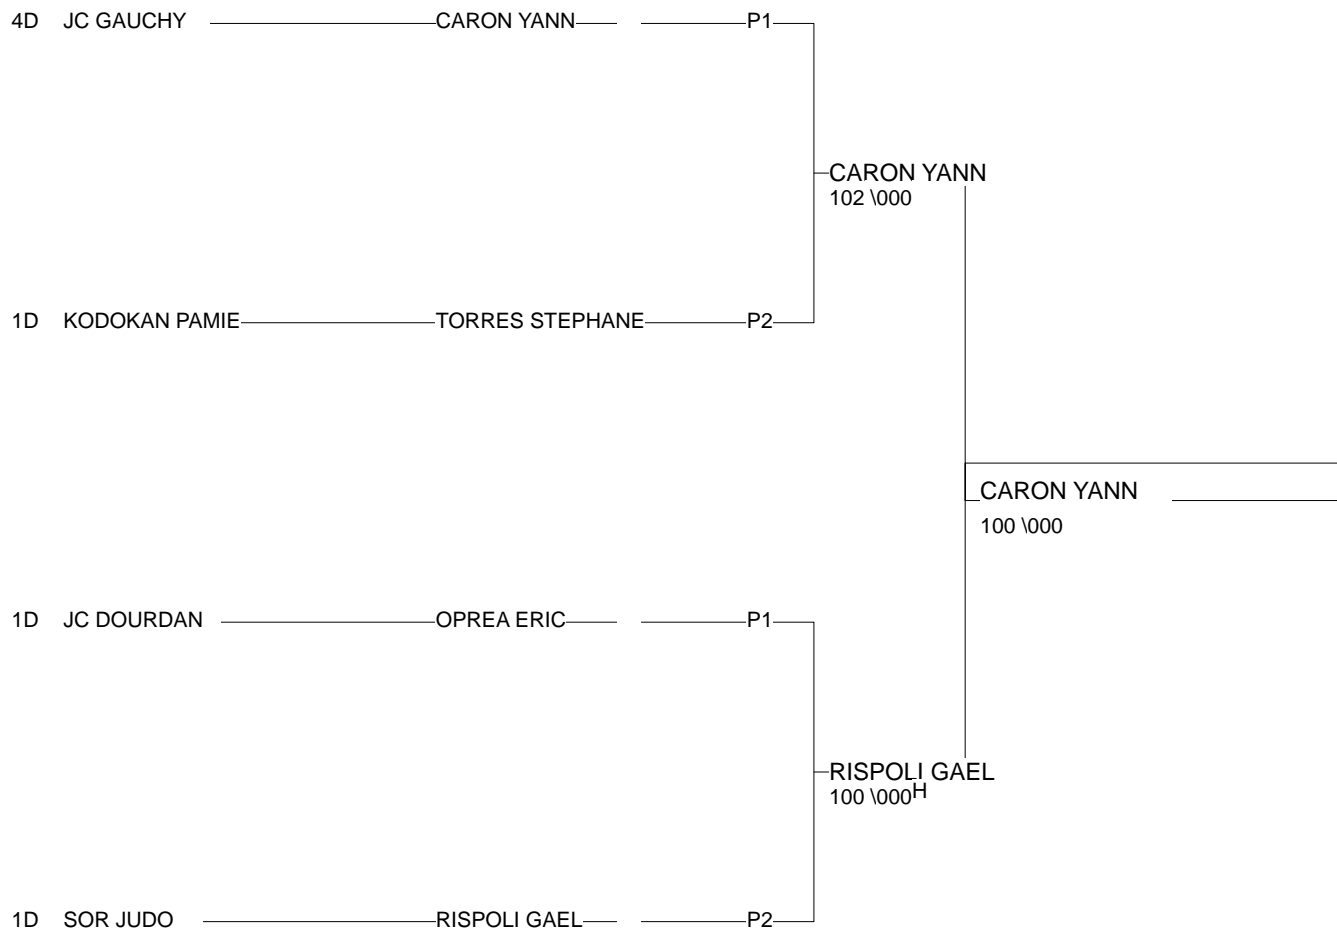 4D JC GAUCHY CARON YANN P1
CARON YANN
102 \000
1D KODOKAN PAMIE TORRES STEPHANE P2
CARON YANN
100 \000
1D JC DOURDAN OPREA ERIC P1
RISPOLI GAEL
100 \000 H
1D SOR JUDO RISPOLI GAEL P2